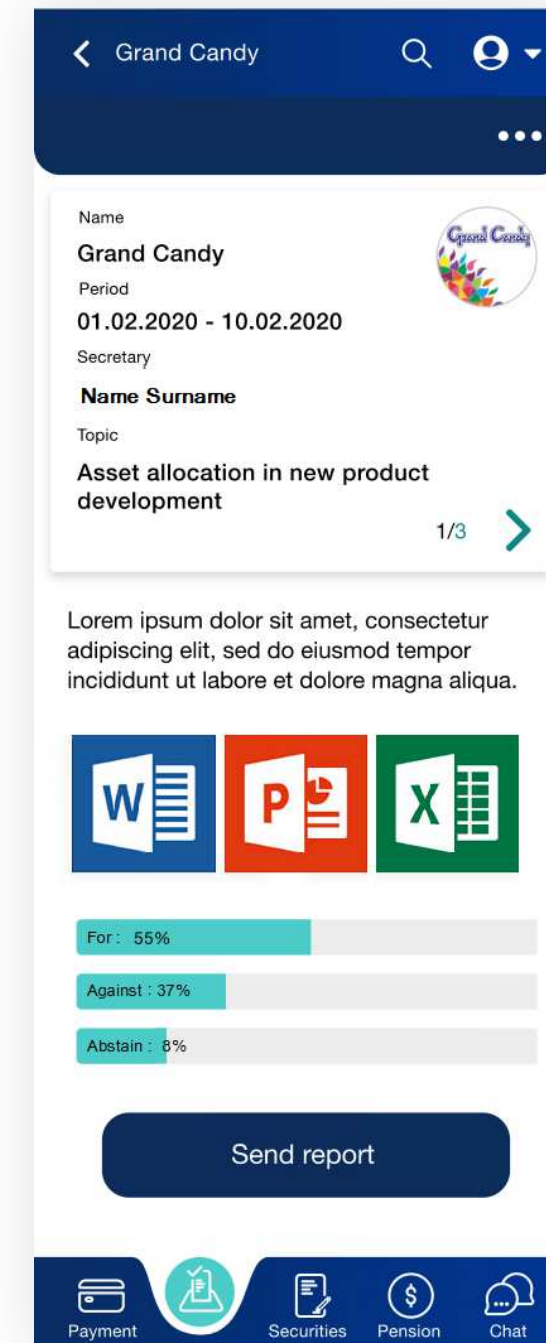 Grand Candy
Name
Grand Candy
Grand Candy
Period
01.02.2020 - 10.02.2020
Secretary
Name Surname
Topic
Asset allocation in new product
development
1/3
Lorem ipsum dolor sit amet, consectetur
adipiscing elit, sed do eiusmod tempor
incididunt ut labore et dolore magna aliqua.
W P X
For : 55%
Against : 37%
Abstain : 8%
Send report
Payment Securities Pension Chat